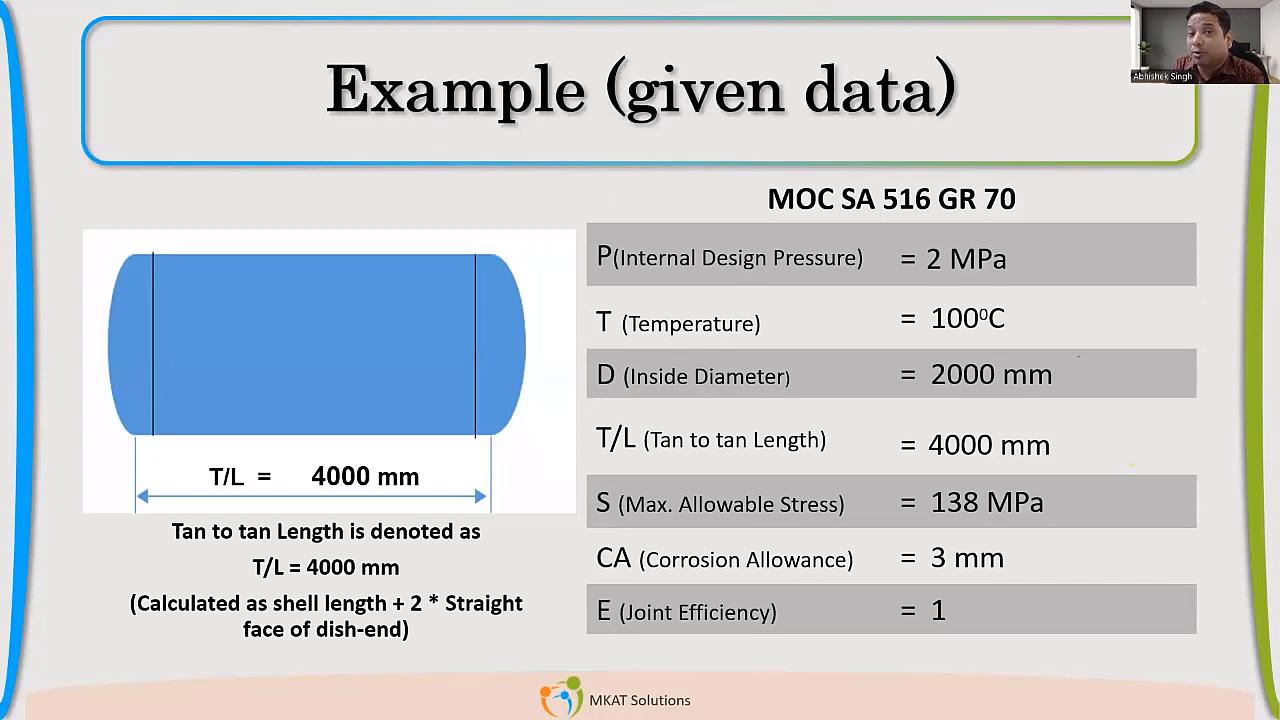 Example (given data)
Abhishek Singh
MOC SA 516 GR 70
P(Internal Design Pressure) = 2 MPa
T (Temperature) = 100⁰C
D (Inside Diameter) = 2000 mm
T/L (Tan to tan Length) = 4000 mm
S (Max. Allowable Stress) = 138 MPa
CA (Corrosion Allowance) = 3 mm
E (Joint Efficiency) = 1
T/L = 4000 mm
Tan to tan Length is denoted as
T/L = 4000 mm
(Calculated as shell length + 2 * Straight
face of dish-end)
MKAT Solutions